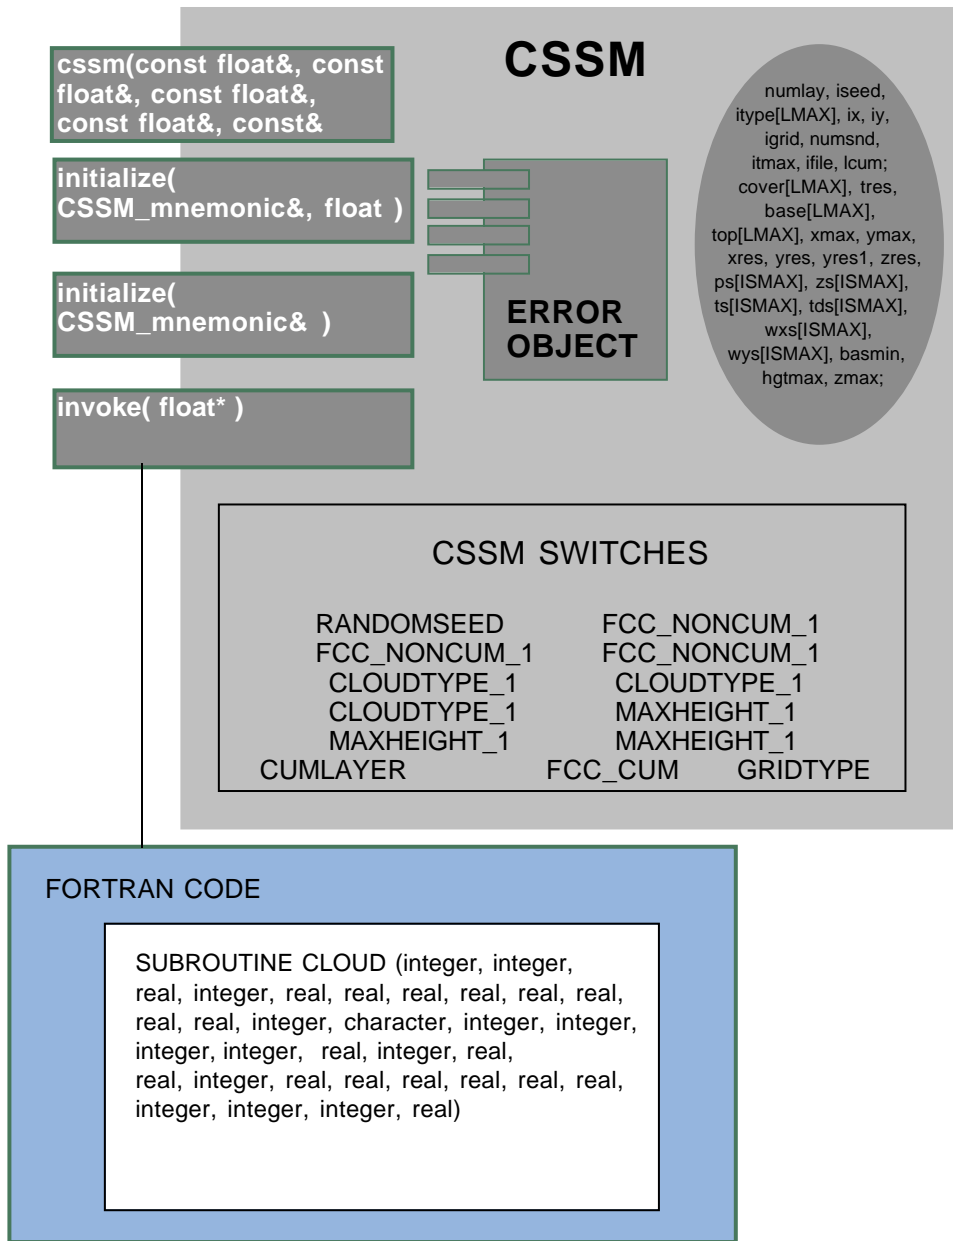 CSSM
cssm(const float&, const
float&, const float&,
const float&, const&
initialize(
CSSM_mnemonic&, float )
initialize(
CSSM_mnemonic& )
invoke( float* )
ERROR
OBJECT
numlay, iseed,
itype[LMAX], ix, iy,
igrid, numsnd,
itmax, ifile, lcum;
cover[LMAX], tres,
base[LMAX],
top[LMAX], xmax, ymax,
xres, yres, yres1, zres,
ps[ISMAX], zs[ISMAX],
ts[ISMAX], tds[ISMAX],
wxs[ISMAX],
wys[ISMAX], basmin,
hgtmax, zmax;
CSSM SWITCHES
RANDOMSEED FCC_NONCUM_1
FCC_NONCUM_1 FCC_NONCUM_1
CLOUDTYPE_1 CLOUDTYPE_1
CLOUDTYPE_1 MAXHEIGHT_1
MAXHEIGHT_1 MAXHEIGHT_1
CUMLAYER FCC_CUM GRIDTYPE
FORTRAN CODE
SUBROUTINE CLOUD (integer, integer,
real, integer, real, real, real, real, real, real,
real, real, integer, character, integer, integer,
integer, integer, real, integer, real,
real, integer, real, real, real, real, real, real,
integer, integer, integer, real)